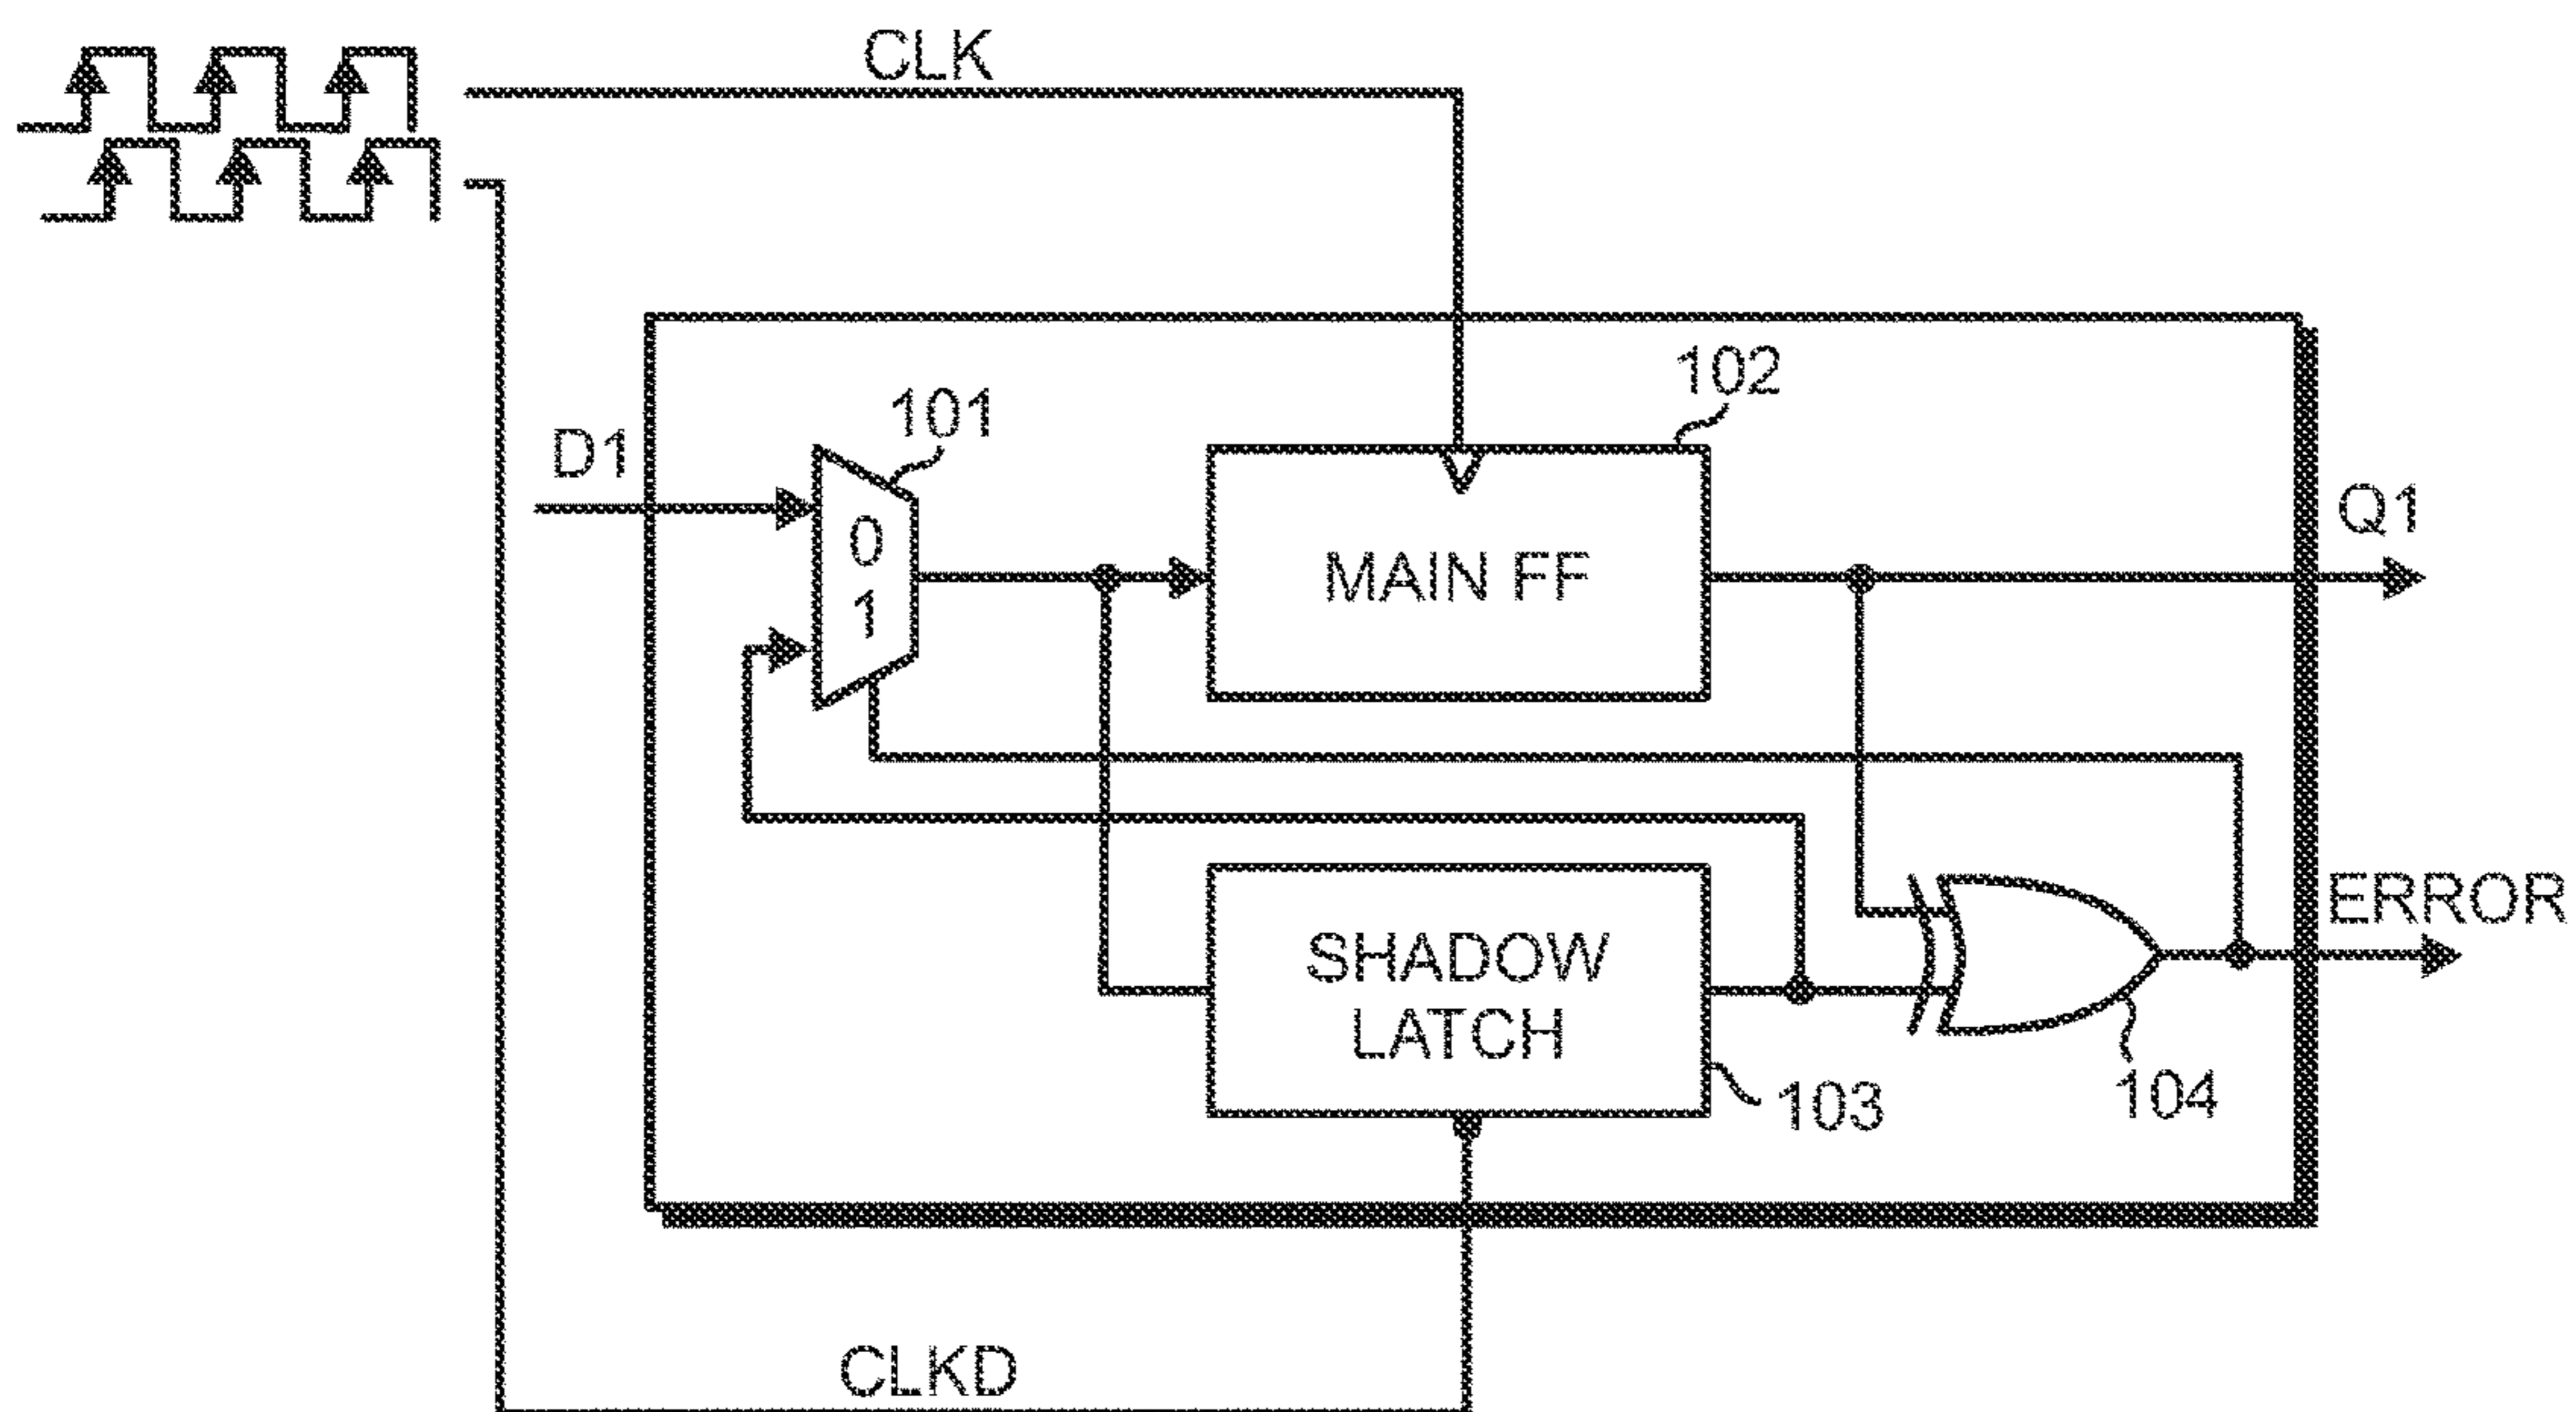 CLK
102
101
D1
0
Q1
MAIN FF
1
ERROR
SHADOW
LATCH
103
104
CLKD